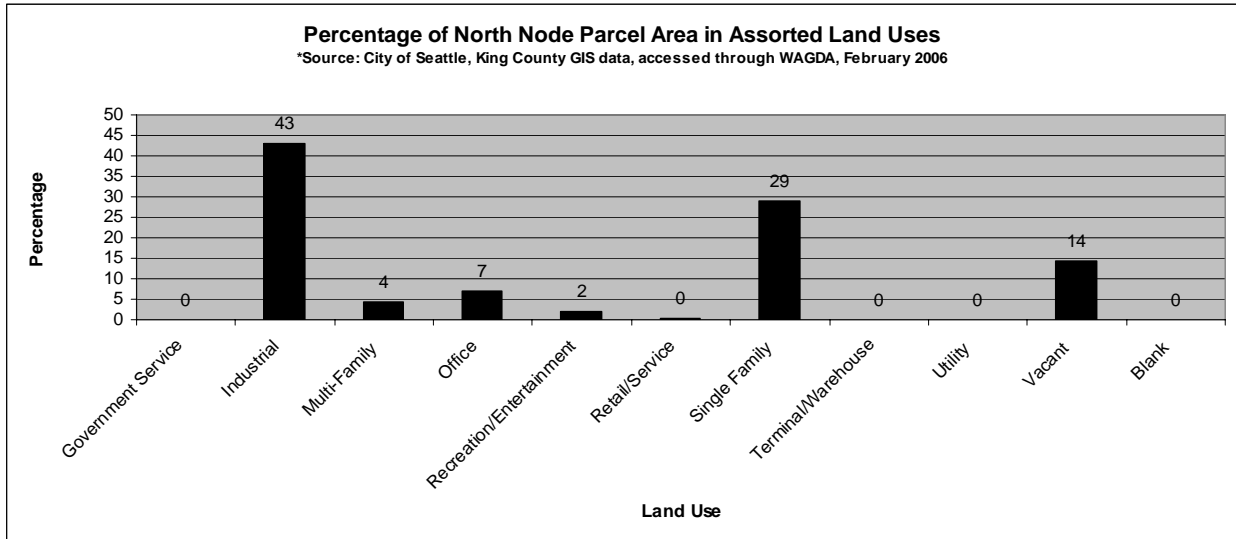 Percentage of North Node Parcel Area in Assorted Land Uses
*Source: City of Seattle, King County GIS data, accessed through WAGDA, February 2006
Percentage
50
45
40
35
30
25
20
15
10
5
0
0
43
4
7
2
0
29
0
0
14
0
Government Service
Industrial
Multi-Family
Office
Recreation/Entertainment
Retail/Service
Single Family
Terminal/Warehouse
Utility
Vacant
Blank
Land Use